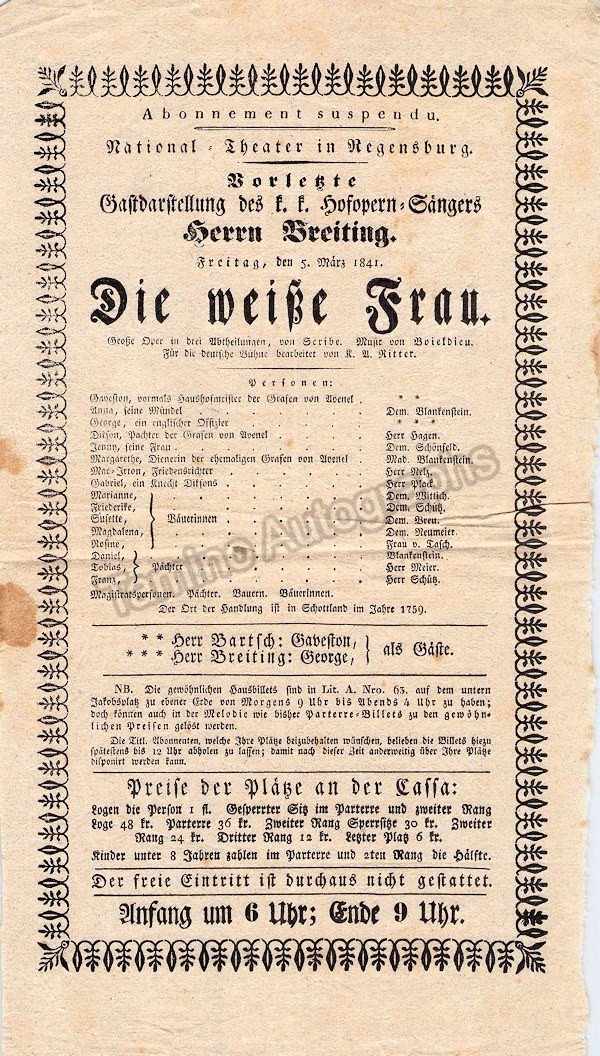 Abonnement suspendu.
National-Theater in Regensburg.
Vorletzte
Gastdarstellung des k. k. Hofopern-Sängers
Herrn Breiting.
Freitag, den 5. März 1841.
Die weiße Frau.
Große Oper in drei Abtheilungen, von Scribe. Musik von Boieldieu.
Für die deutsche Bühne bearbeitet von K. A. Ritter.
Personen:
Gaveston, vormals Haushofmeister der Grafen von Avenel . * *
Anna, seine Mündel . . . . . . . Dem. Blankenstein.
George, ein englischer Offizier . . . . . . * * *
Dikson, Pächter der Grafen von Avenel . . . . . Herr Hagen.
Jenny, seine Frau . . . . . . . Dem. Schönfeld.
Margarethe, Dienerin der ehemaligen Grafen von Avenel . Mad. Blankenstein.
Mac-Irton, Friedensrichter . . . . . . Herr Nelz.
Gabriel, ein Knecht Diksons . . . . . . Herr Plack.
Marianne, . . . . . Dem. Wittich.
Friederike, . . . . . Dem. Schütz.
Susette, Bäuerinnen . . . . . Dem. Breu.
Magdalena, . . . . . Dem. Neumeier.
Rosine, . . . . . Frau v. Tasch.
Daniel, . . . . . Blankenstein.
Tobias, Pächter . . . . . Herr Meier.
Franz, . . . . . Herr Schütz.
Magistratspersonen. Pächter. Bauern. Bäuerinnen.
Der Ort der Handlung ist in Schottland im Jahre 1759.
* * Herr Bartsch: Gaveston,
* * * Herr Breiting: George, als Gäste.
NB. Die gewöhnlichen Hausbillets sind in Lit. A. Nro. 63. auf dem untern
Jakobsplatz zu ebener Erde von Morgens 9 Uhr bis Abends 4 Uhr zu haben;
doch können auch in der Melodie wie bisher Parterre-Billets zu den gewöhn-
lichen Preisen gelöst werden.
Die Titl. Abonnenten, welche Ihre Plätze beizubehalten wünschen, belieben die Billets hiezu
spätestens bis 12 Uhr abholen zu lassen; damit nach dieser Zeit anderweitig über Ihre Plätze
disponirt werden kann.
Preise der Plätze an der Cassa:
Logen die Person 1 fl. Gesperrter Sitz im Parterre und zweiter Rang
Loge 48 kr. Parterre 36 kr. Zweiter Rang Sperrsitz 30 kr. Zweiter
Rang 24 kr. Dritter Rang 12 kr. Letzter Platz 6 kr.
Kinder unter 8 Jahren zahlen im Parterre und 2ten Rang die Hälfte.
Der freie Eintritt ist durchaus nicht gestattet.
Anfang um 6 Uhr; Ende 9 Uhr.
Tamino Autographs